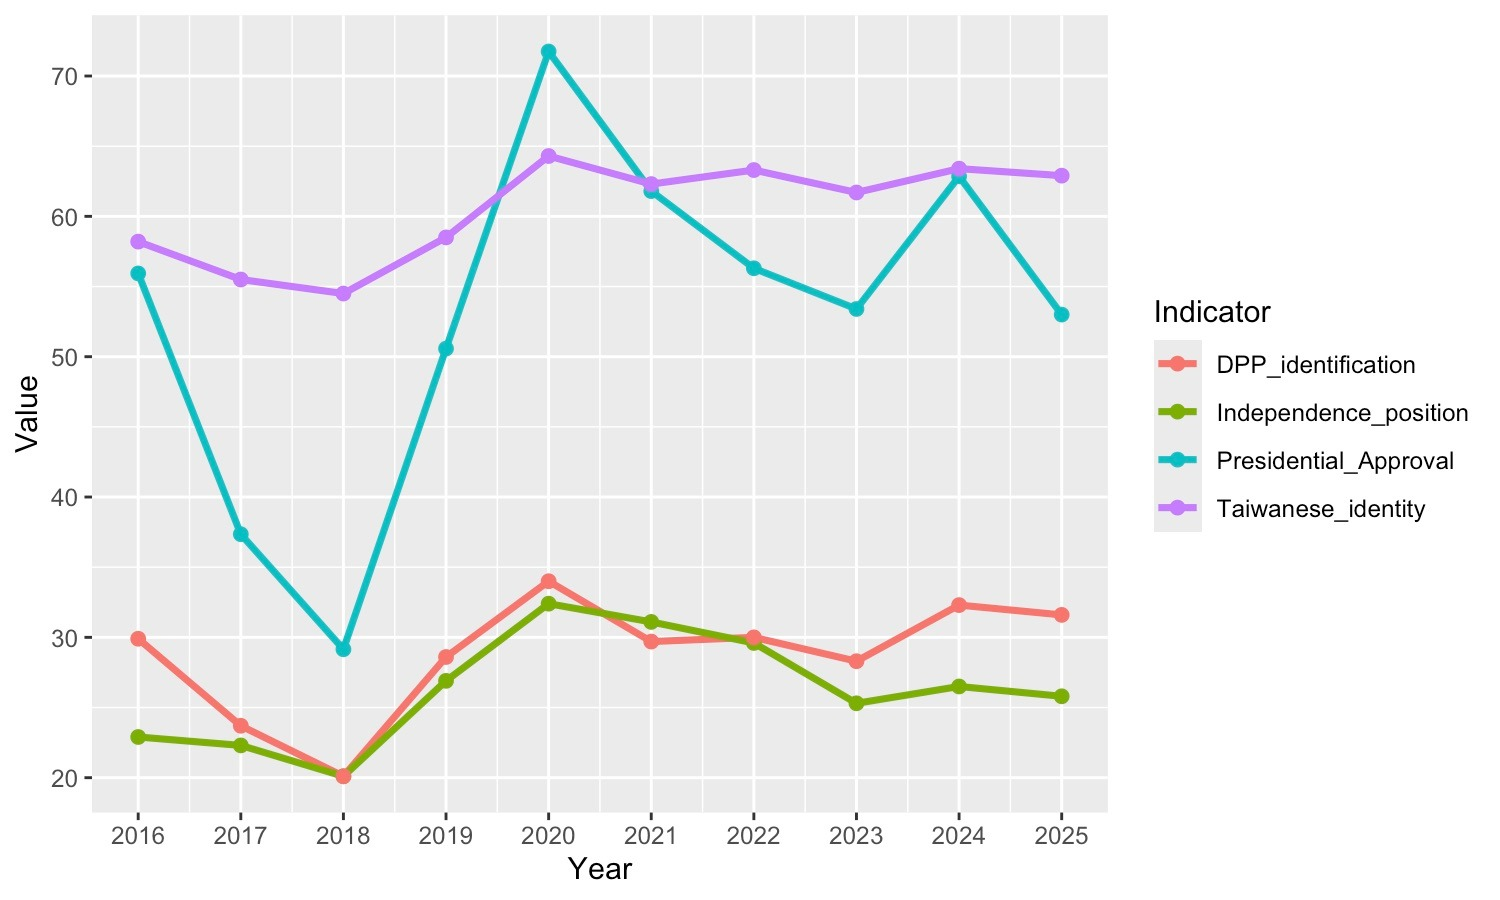 70
60
50
40
30
20
Value
2016 2017 2018 2019 2020 2021 2022 2023 2024 2025
Year
Indicator
DPP_identification
Independence_position
Presidential_Approval
Taiwanese_identity